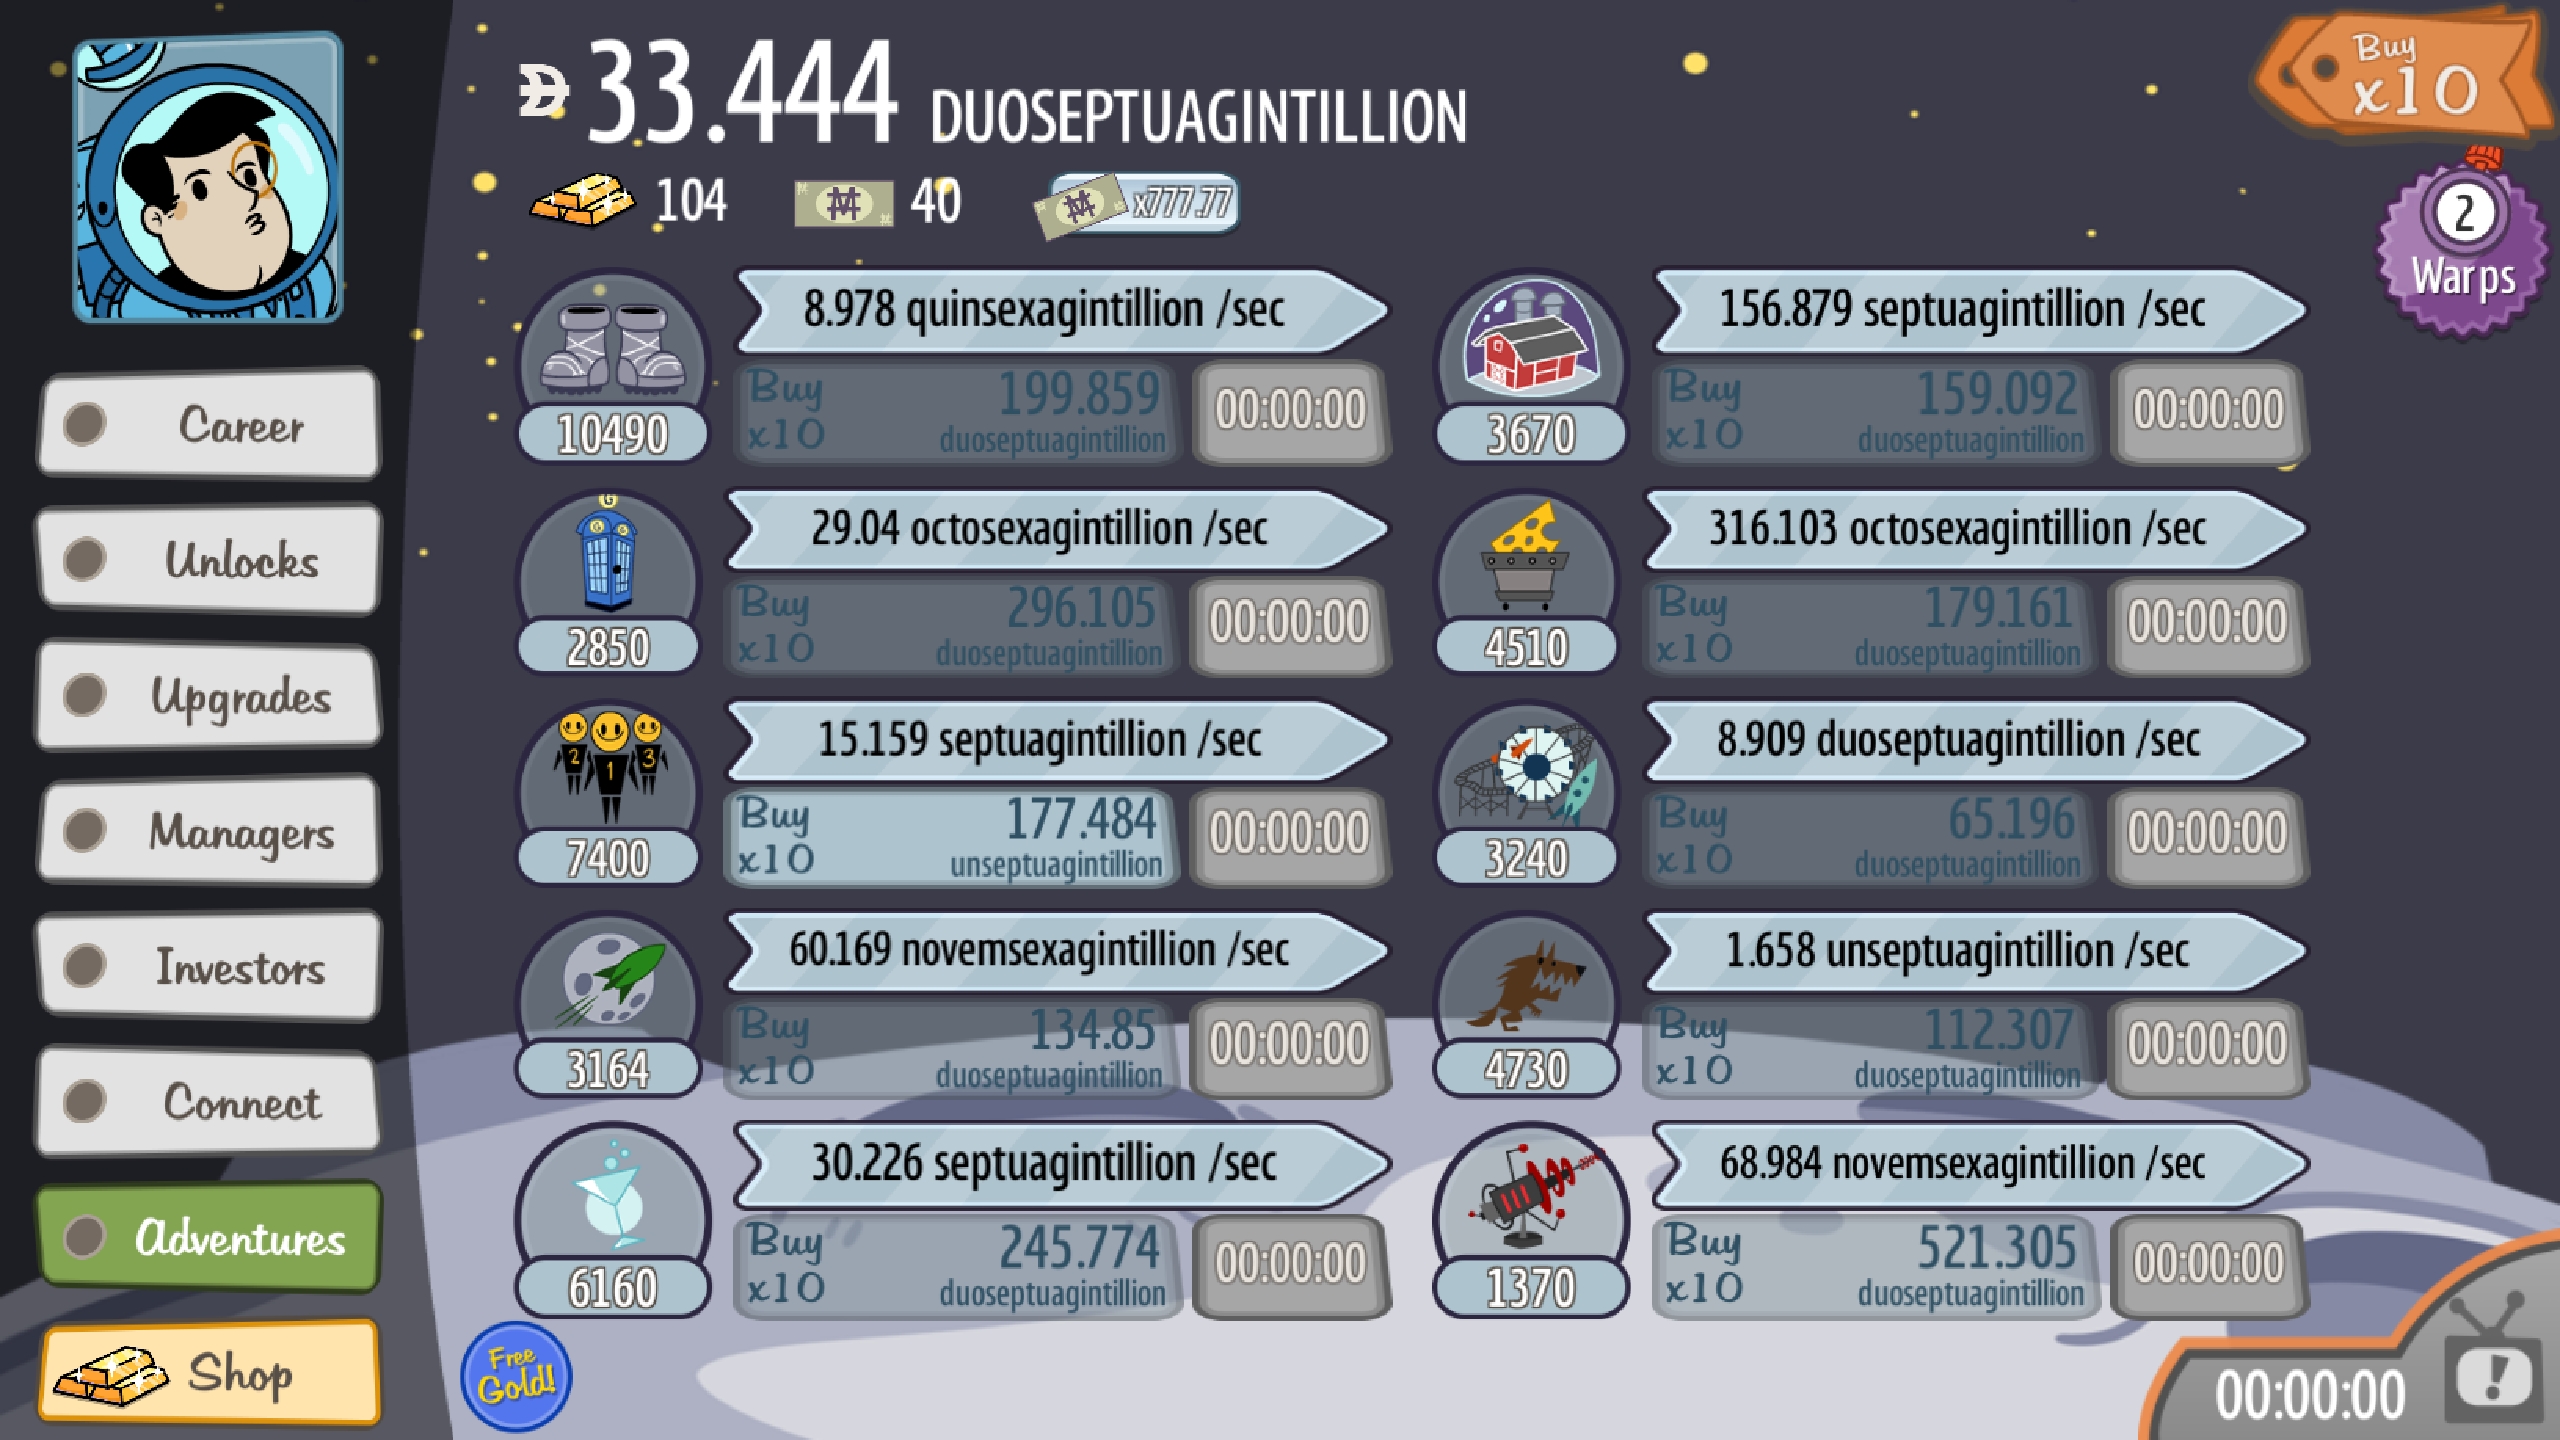 33.444 DUOSEPTUAGINTILLION
Buy
x10
104
40
x777.77
2
Warps
Career
Unlocks
Upgrades
Managers
Investors
Connect
Adventures
Shop
8.978 quinsexagintillion /sec
Buy
x10
199.859
duoseptuagintillion
00:00:00
10490
156.879 septuagintillion /sec
Buy
x10
159.092
duoseptuagintillion
00:00:00
3670
29.04 octosexagintillion /sec
Buy
x10
296.105
duoseptuagintillion
00:00:00
2850
316.103 octosexagintillion /sec
Buy
x10
179.161
duoseptuagintillion
00:00:00
4510
15.159 septuagintillion /sec
2 1 3
Buy
x10
177.484
unseptuagintillion
00:00:00
7400
8.909 duoseptuagintillion /sec
Buy
x10
65.196
duoseptuagintillion
00:00:00
3240
60.169 novemsexagintillion /sec
Buy
x10
134.85
duoseptuagintillion
00:00:00
3164
1.658 unseptuagintillion /sec
Buy
x10
112.307
duoseptuagintillion
00:00:00
4730
30.226 septuagintillion /sec
Buy
x10
245.774
duoseptuagintillion
00:00:00
6160
68.984 novemsexagintillion /sec
Buy
x10
521.305
duoseptuagintillion
00:00:00
1370
Free
Gold!
00:00:00
!